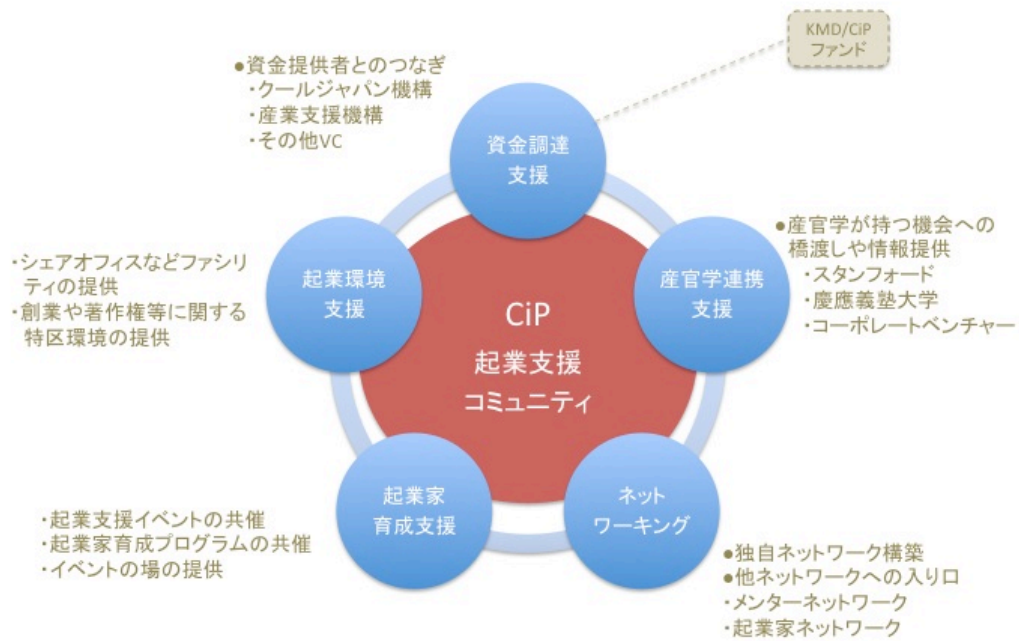 KMD/CiP
ファンド
●資金提供者とのつなぎ
・クールジャパン機構
・産業支援機構
・その他VC
資金調達
支援
●産官学が持つ機会への
橋渡しや情報提供
・スタンフォード
・慶應義塾大学
・コーポレートベンチャー
産官学連携
支援
・シェアオフィスなどファシリ
ティの提供
・創業や著作権等に関する
特区環境の提供
起業環境
支援
CiP
起業支援
コミュニティ
起業家
育成支援
・起業支援イベントの共催
・起業家育成プログラムの共催
・イベントの場の提供
ネット
ワーキング
●独自ネットワーク構築
●他ネットワークへの入り口
・メンターネットワーク
・起業家ネットワーク